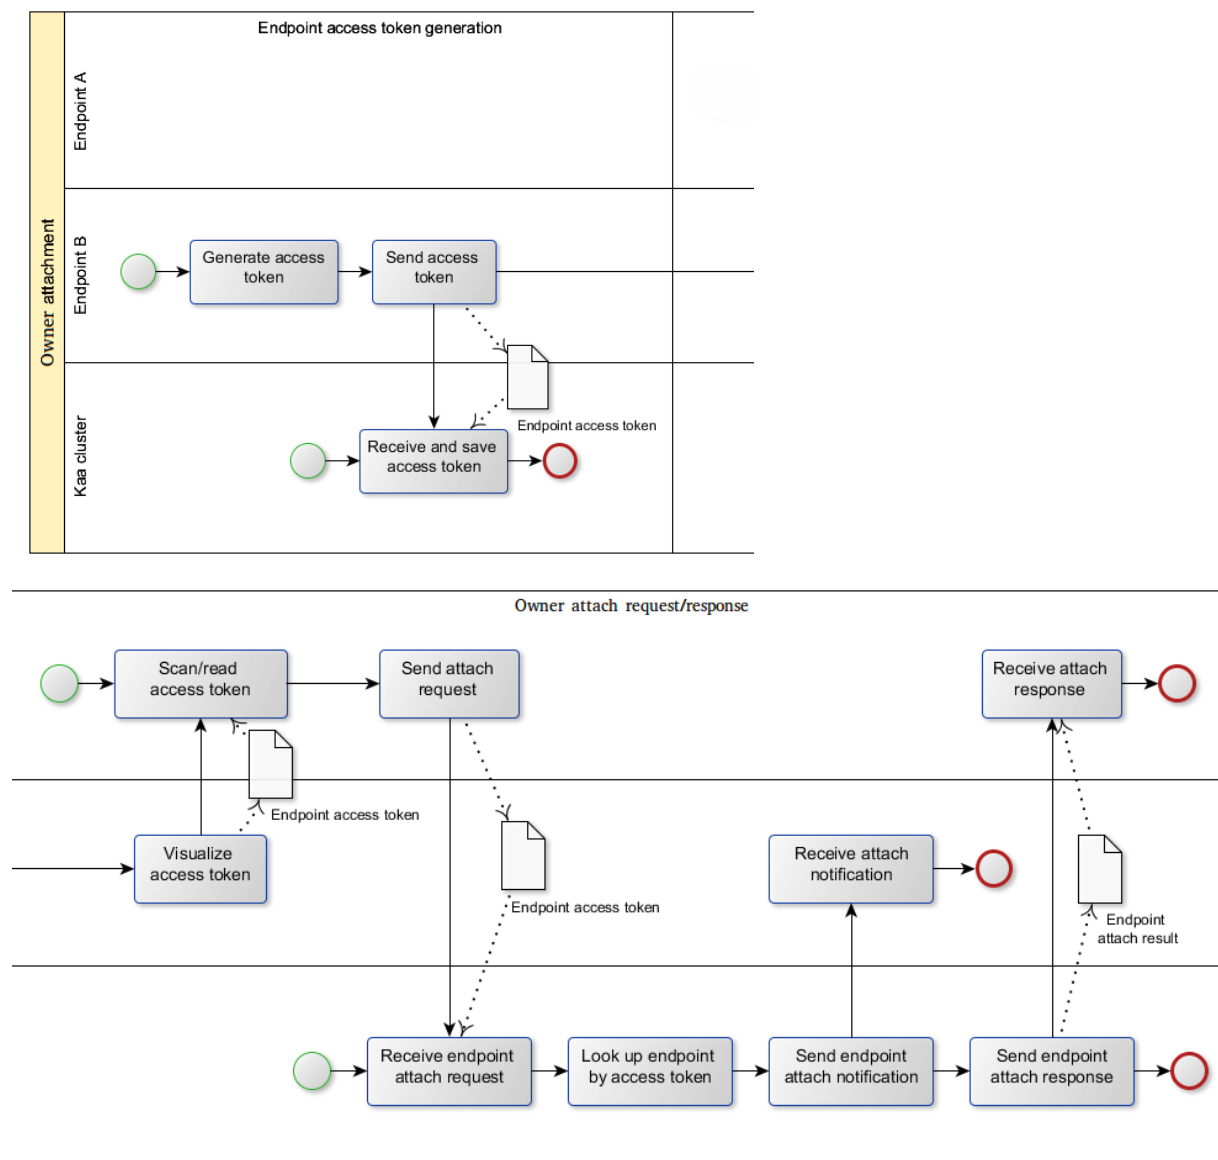 Endpoint access token generation
Owner attachment
Endpoint A
Endpoint B
Generate access
token
Send access
token
Kaa cluster
Endpoint access token
Receive and save
access token
Owner attach request/response
Scan/read
access token
Send attach
request
Receive attach
response
Endpoint access token
Visualize
access token
Receive attach
notification
Endpoint access token
Endpoint
attach result
Receive endpoint
attach request
Look up endpoint
by access token
Send endpoint
attach notification
Send endpoint
attach response